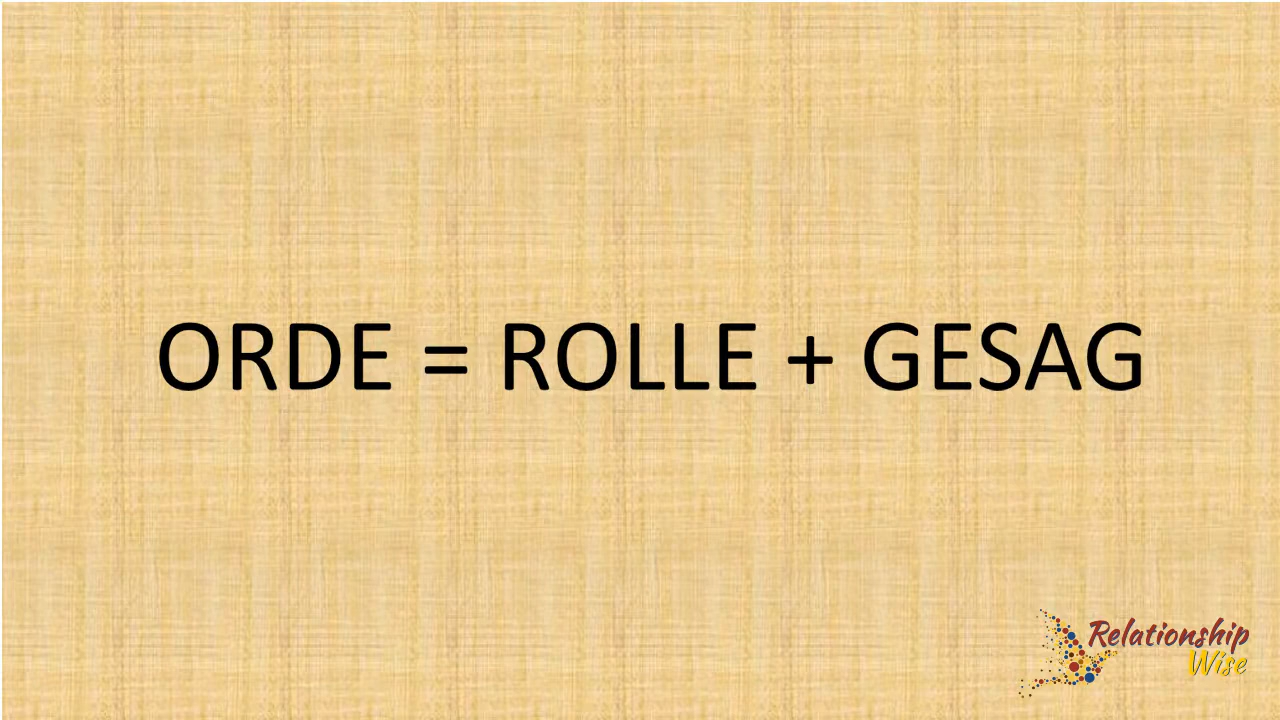 ORDE = ROLLE + GESAG
Relationship
Wise